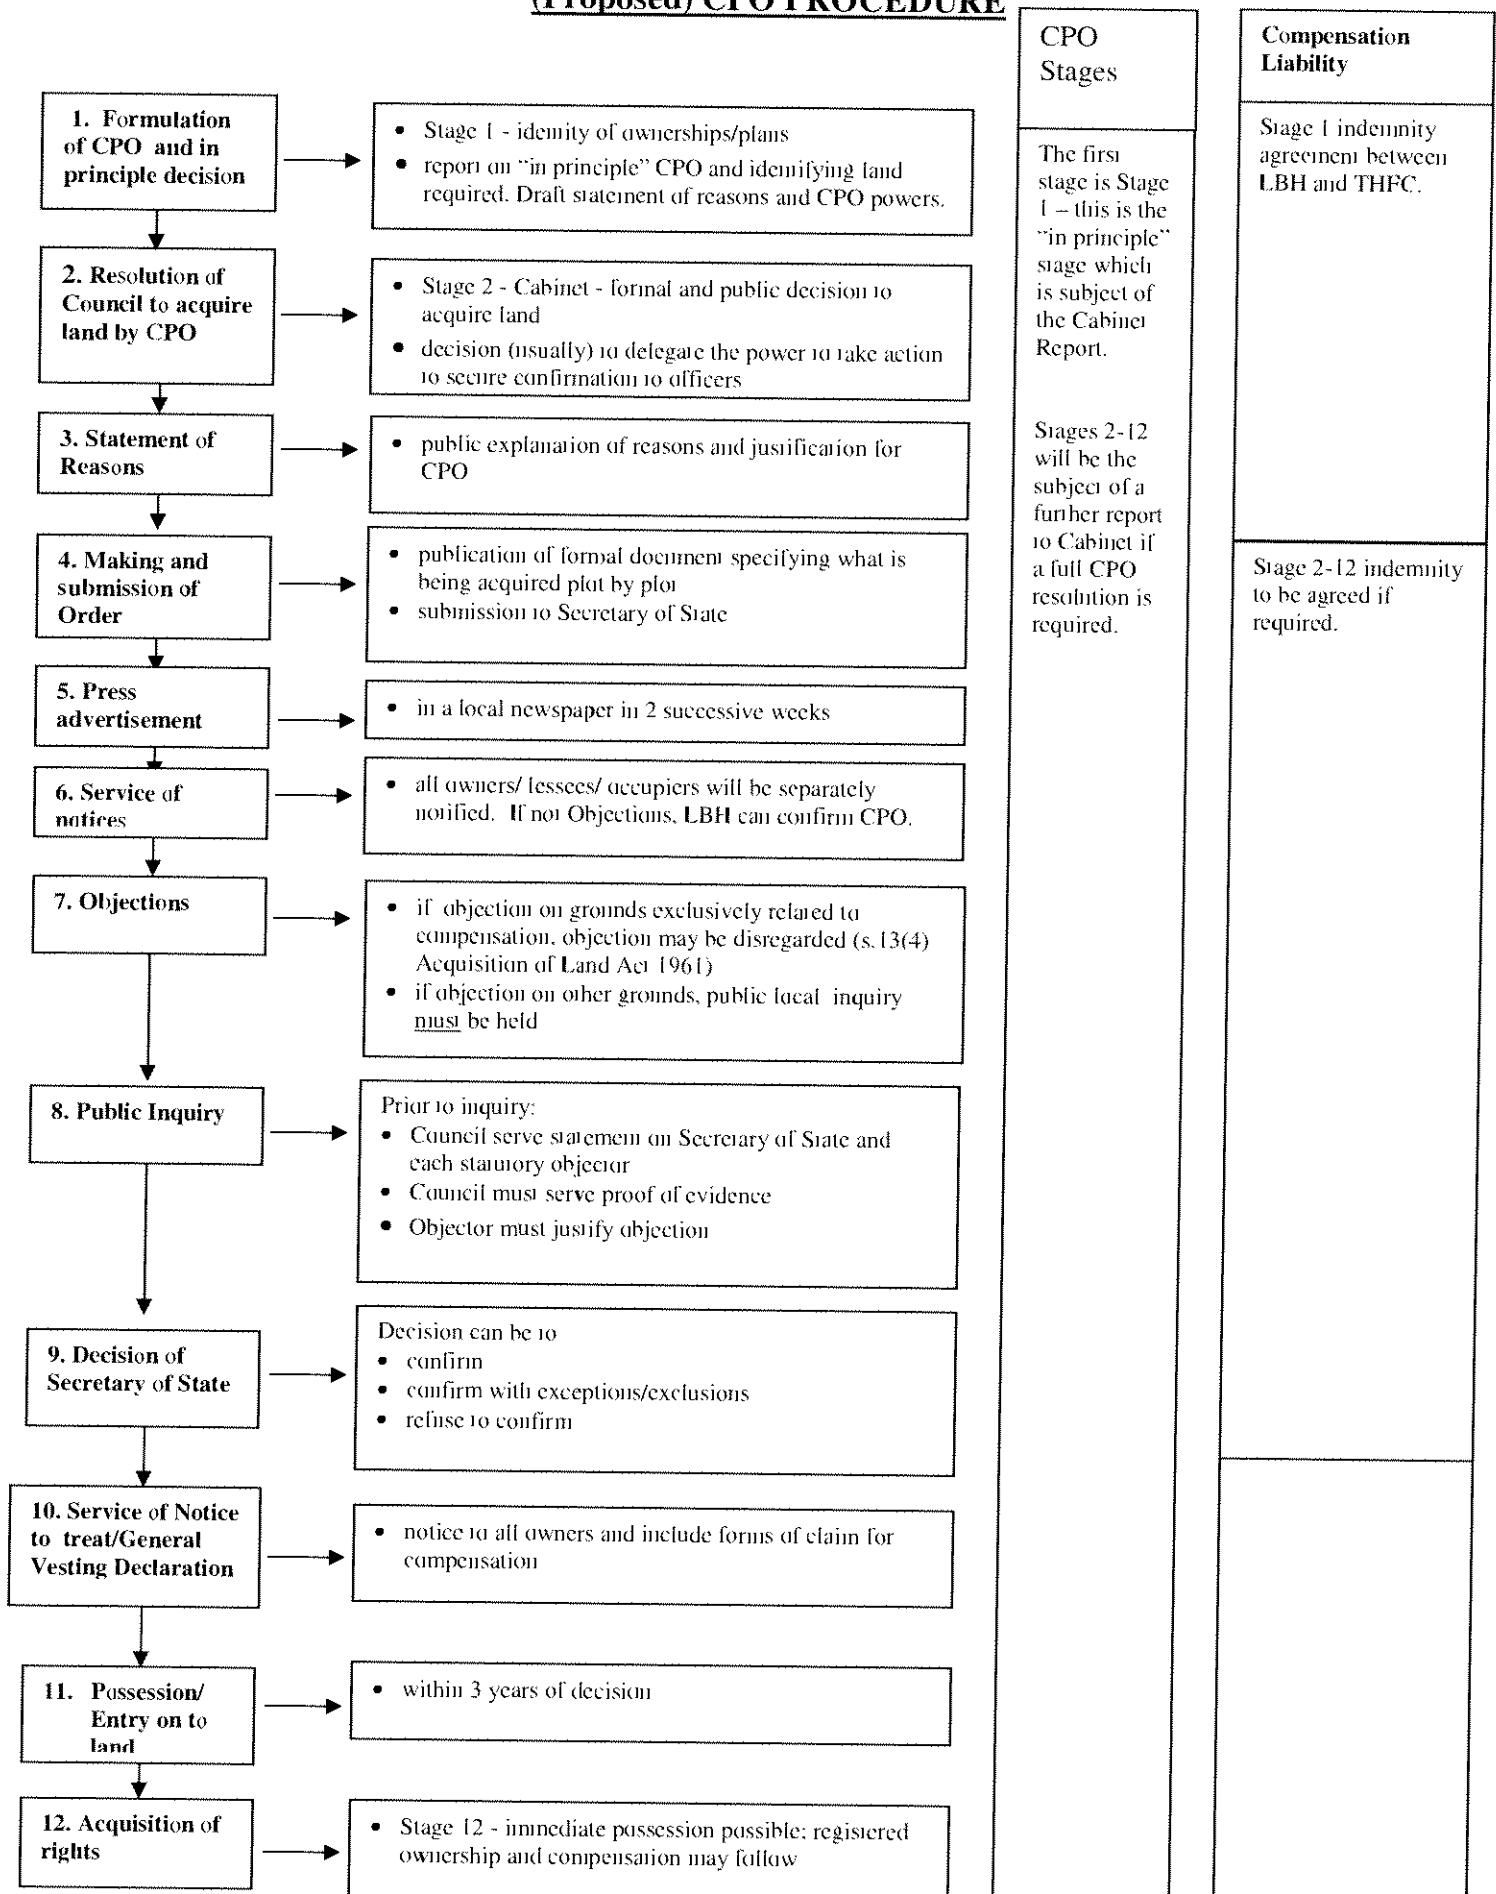 (Proposed) CPO PROCEDURE
1. Formulation
of CPO and in
principle decision
• Stage 1 - identity of ownerships/plans
• report on “in principle” CPO and identifying land
required. Draft statement of reasons and CPO powers.
2. Resolution of
Council to acquire
land by CPO
• Stage 2 - Cabinet - formal and public decision to
acquire land
• decision (usually) to delegate the power to take action
to secure confirmation to officers
3. Statement of
Reasons
• public explanation of reasons and justification for
CPO
4. Making and
submission of
Order
• publication of formal document specifying what is
being acquired plot by plot
• submission to Secretary of State
5. Press
advertisement
• in a local newspaper in 2 successive weeks
6. Service of
notices
• all owners/ lessees/ occupiers will be separately
notified. If not Objections, LBH can confirm CPO.
7. Objections
• if objection on grounds exclusively related to
compensation, objection may be disregarded (s.13(4)
Acquisition of Land Act 1961)
• if objection on other grounds, public local inquiry
must be held
8. Public Inquiry
Prior to inquiry:
• Council serve statement on Secretary of State and
each statutory objector
• Council must serve proof of evidence
• Objector must justify objection
9. Decision of
Secretary of State
Decision can be to
• confirm
• confirm with exceptions/exclusions
• refuse to confirm
10. Service of Notice
to treat/General
Vesting Declaration
• notice to all owners and include forms of claim for
compensation
11. Possession/
Entry on to
land
• within 3 years of decision
12. Acquisition of
rights
• Stage 12 - immediate possession possible; registered
ownership and compensation may follow
CPO
Stages
The first
stage is Stage
1 – this is the
“in principle”
stage which
is subject of
the Cabinet
Report.
Stages 2-12
will be the
subject of a
further report
to Cabinet if
a full CPO
resolution is
required.
Compensation
Liability
Stage 1 indemnity
agreement between
LBH and THFC.
Stage 2-12 indemnity
to be agreed if
required.